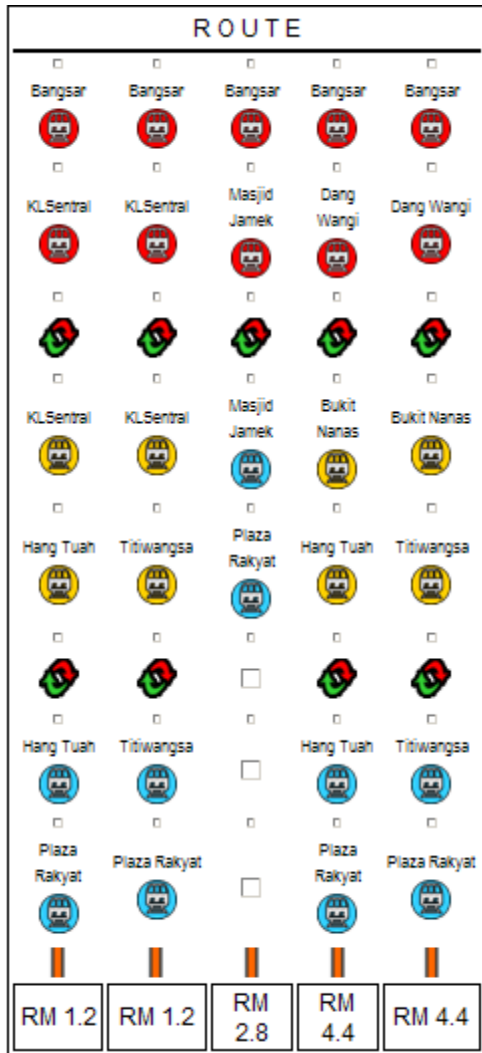 ROUTE
Bangsar Bangsar Bangsar Bangsar Bangsar
KLSentral KLSentral Masjid Jamek Dang Wangi Dang Wangi
KLSentral KLSentral Masjid Jamek Bukit Nanas Bukit Nanas
Hang Tuah Titiwangsa Plaza Rakyat Hang Tuah Titiwangsa
Hang Tuah Titiwangsa Hang Tuah Titiwangsa
Plaza Rakyat Plaza Rakyat Plaza Rakyat Plaza Rakyat
RM 1.2 RM 1.2 RM 2.8 RM 4.4 RM 4.4